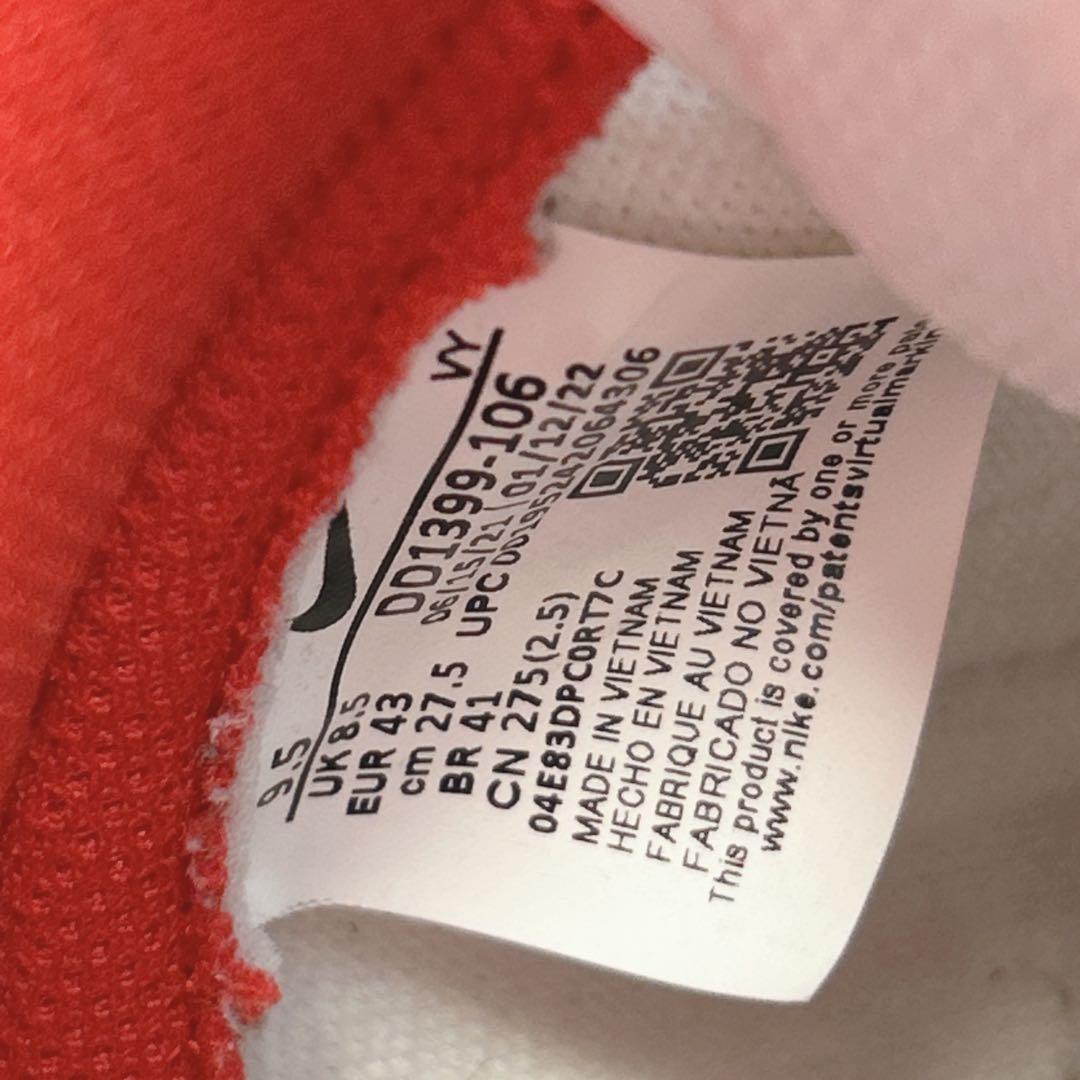 9.5 VY
UK 8.5 DD1399-106
EUR 43 06/15/21 | 01/12/22
cm 27.5 UPC 00195242064306
BR 41
CN 275(2.5)
04E83DPC0RT7C
MADE IN VIETNAM
HECHO EN VIETNAM
FABRIQUE AU VIETNAM
FABRICADO NO VIETNÃ
This product is covered by one or more
www.nike.com/patents